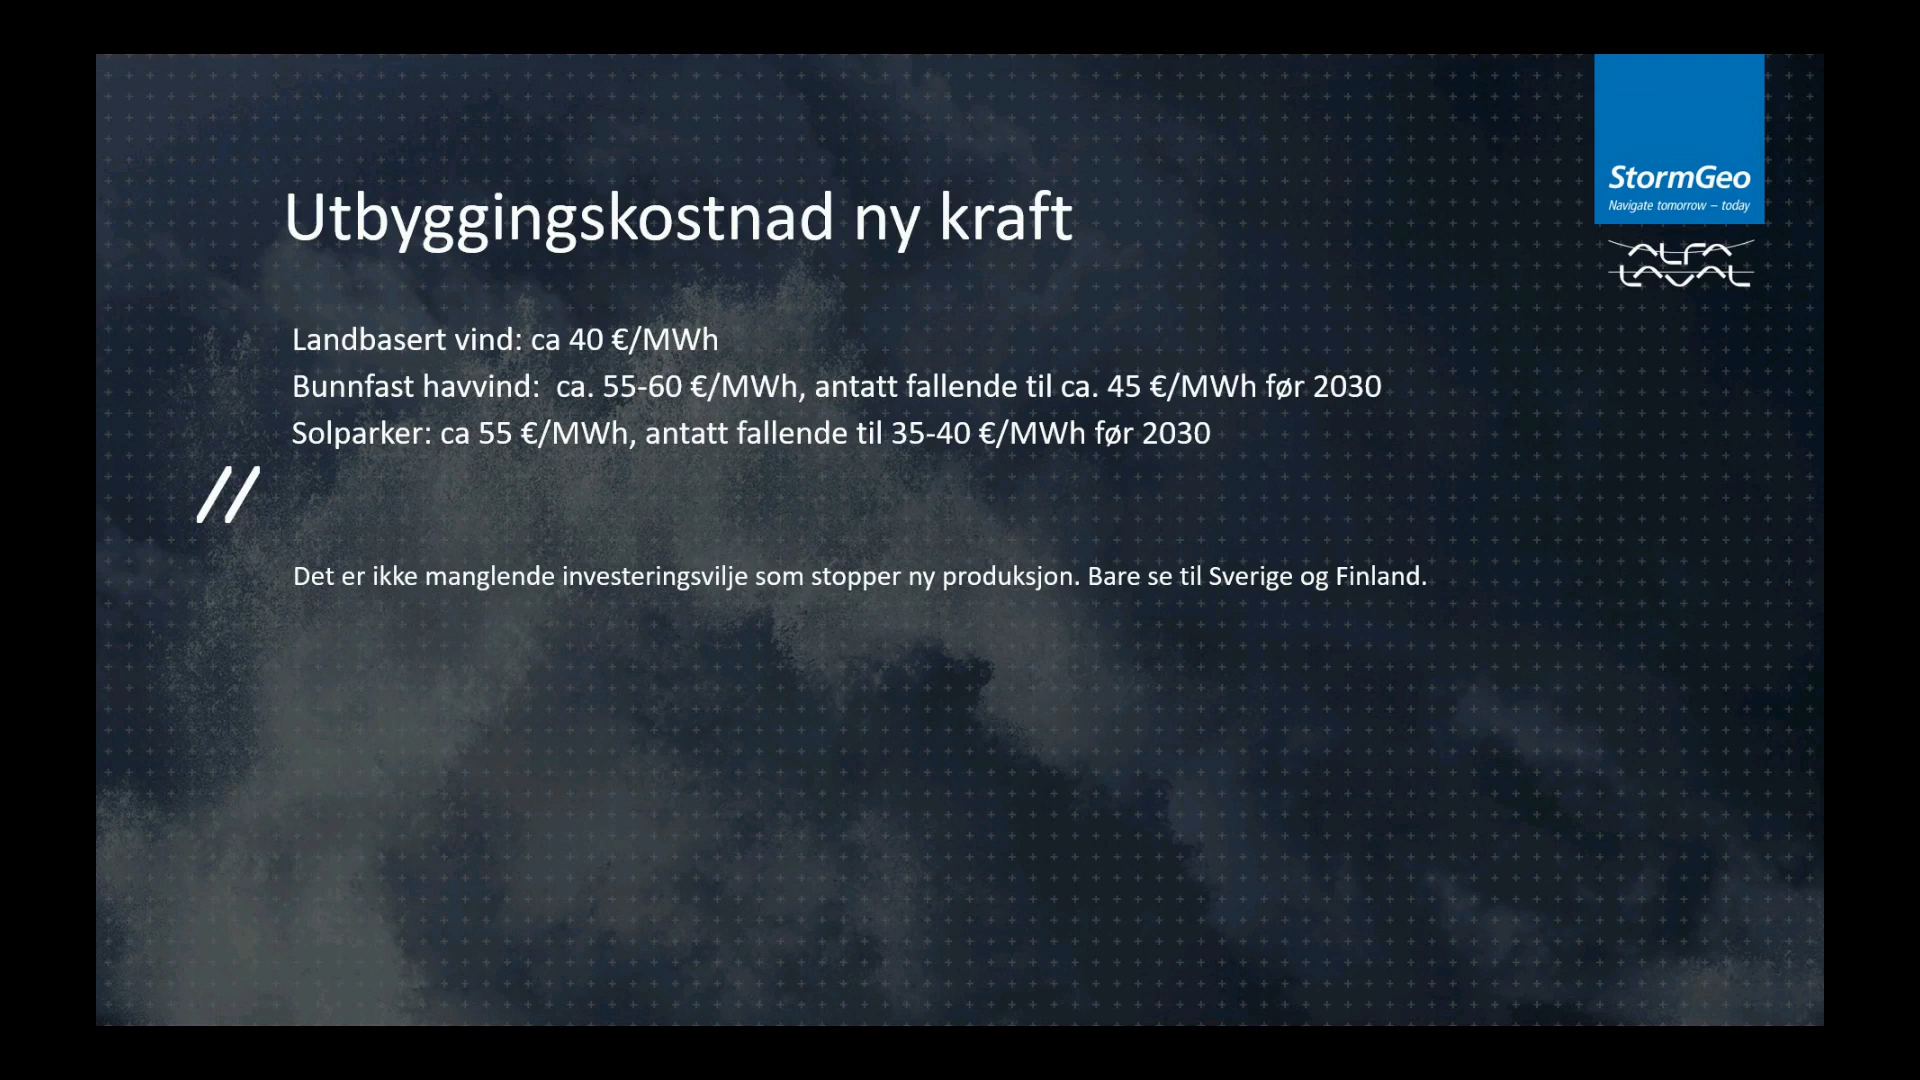 StormGeo
Navigate tomorrow – today
ALFA
LAVAL
Utbyggingskostnad ny kraft
Landbasert vind: ca 40 €/MWh
Bunnfast havvind:  ca. 55-60 €/MWh, antatt fallende til ca. 45 €/MWh før 2030
Solparker: ca 55 €/MWh, antatt fallende til 35-40 €/MWh før 2030
//
Det er ikke manglende investeringsvilje som stopper ny produksjon. Bare se til Sverige og Finland.